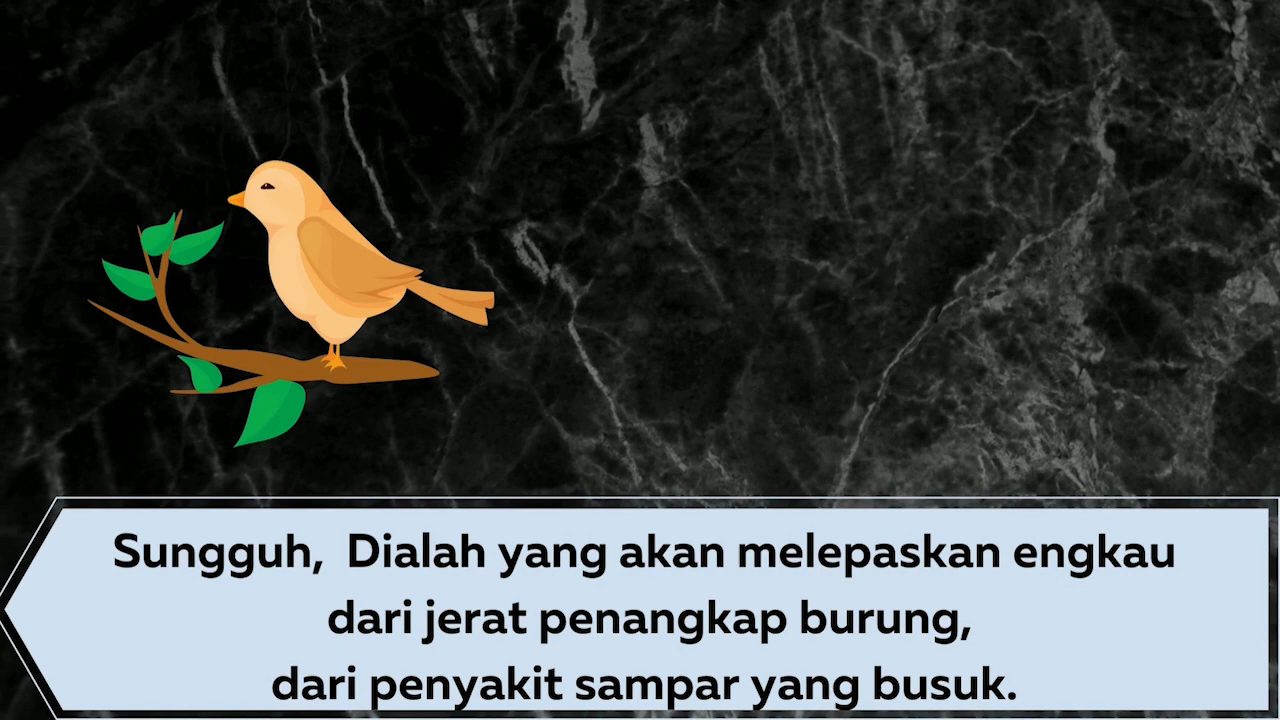 Sungguh,  Dialah yang akan melepaskan engkau
dari jerat penangkap burung,
dari penyakit sampar yang busuk.